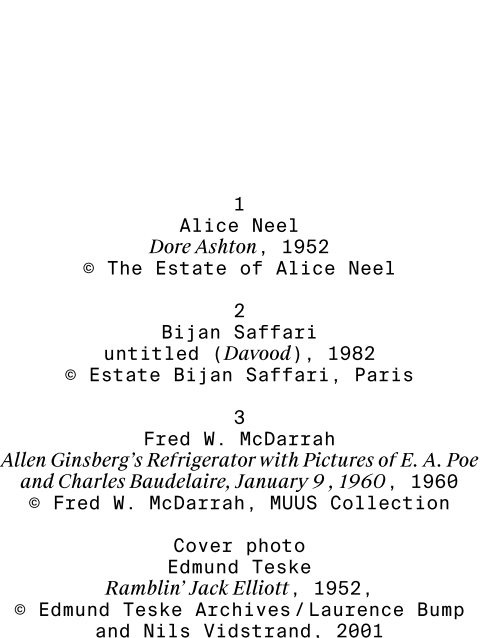 1
Alice Neel
Dore Ashton, 1952
© The Estate of Alice Neel
2
Bijan Saffari
untitled (Davood), 1982
© Estate Bijan Saffari, Paris
3
Fred W. McDarrah
Allen Ginsberg’s Refrigerator with Pictures of E. A. Poe
and Charles Baudelaire, January 9 , 1960, 1960
© Fred W. McDarrah, MUUS Collection
Cover photo
Edmund Teske
Ramblin’ Jack Elliott, 1952,
© Edmund Teske Archives/Laurence Bump
and Nils Vidstrand, 2001